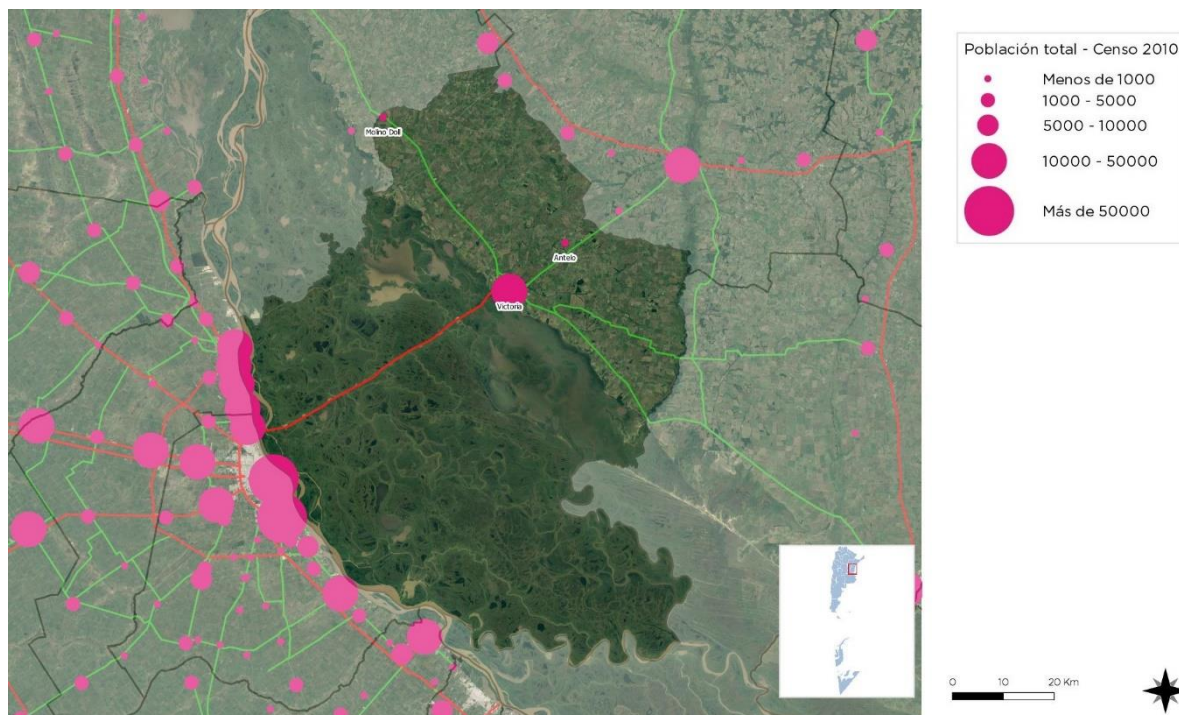 Población total - Censo 2010
Menos de 1000
1000 - 5000
5000 - 10000
10000 - 50000
Más de 50000
Molino Doll
Antelo
Victoria
0 10 20 Km